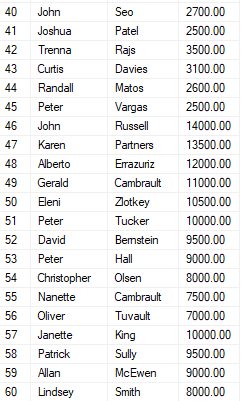 40 John Seo 2700.00
41 Joshua Patel 2500.00
42 Trenna Rajs 3500.00
43 Curtis Davies 3100.00
44 Randall Matos 2600.00
45 Peter Vargas 2500.00
46 John Russell 14000.00
47 Karen Partners 13500.00
48 Alberto Errazuriz 12000.00
49 Gerald Cambrault 11000.00
50 Eleni Zlotkey 10500.00
51 Peter Tucker 10000.00
52 David Bernstein 9500.00
53 Peter Hall 9000.00
54 Christopher Olsen 8000.00
55 Nanette Cambrault 7500.00
56 Oliver Tuvault 7000.00
57 Janette King 10000.00
58 Patrick Sully 9500.00
59 Allan McEwen 9000.00
60 Lindsey Smith 8000.00